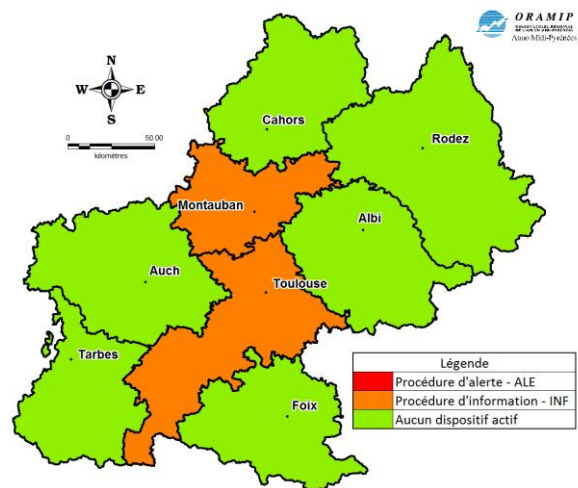 ORAMIP
Atmo Midi-Pyrénées
N
W E
S
0 50.00
kilomètres
Cahors
Rodez
Montauban
Albi
Auch
Toulouse
Tarbes
Foix
Légende
Procédure d'alerte - ALE
Procédure d'information - INF
Aucun dispositif actif